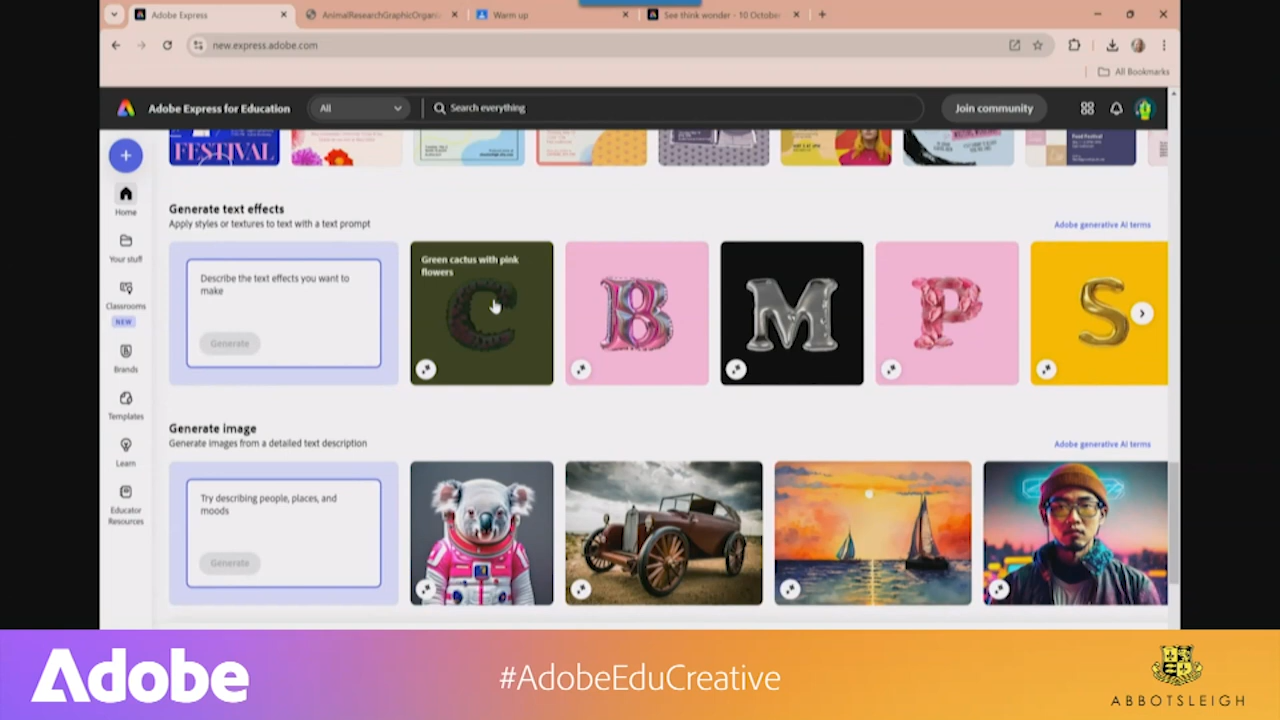 Adobe Express
AnimalResearchGraphicOrgani
Warm up
See think wonder - 10 October
new.express.adobe.com
All Bookmarks
Adobe Express for Education
All
Search everything
Join community
FESTIVAL
Food Festival
Home
Your stuff
Classrooms
NEW
Brands
Templates
Learn
Educator
Resources
Generate text effects
Apply styles or textures to text with a text prompt
Adobe generative AI terms
Describe the text effects you want to
make
Generate
Green cactus with pink
flowers
C
B
M
P
S
Generate image
Generate images from a detailed text description
Adobe generative AI terms
Try describing people, places, and
moods
Generate
Adobe
#AdobeEduCreative
ABBOTSLEIGH